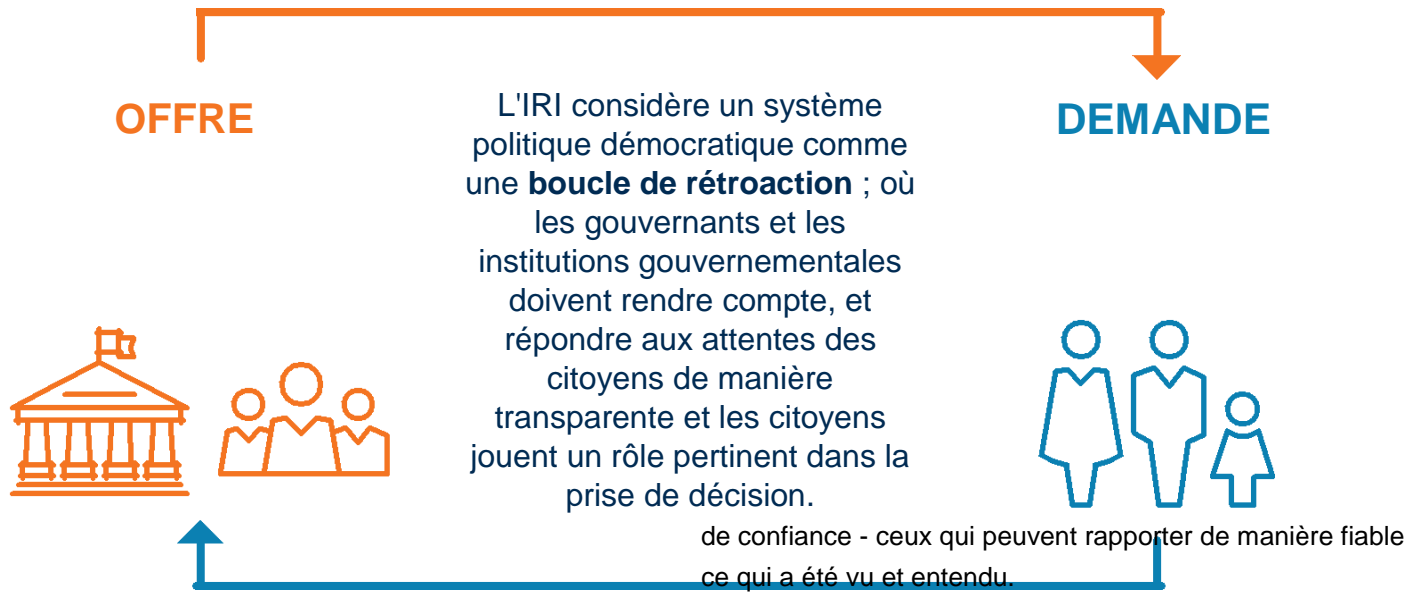 OFFRE
L'IRI considère un système
politique démocratique comme
une boucle de rétroaction ; où
les gouvernants et les
institutions gouvernementales
doivent rendre compte, et
répondre aux attentes des
citoyens de manière
transparente et les citoyens
jouent un rôle pertinent dans la
prise de décision.
DEMANDE
de confiance - ceux qui peuvent rapporter de manière fiable
ce qui a été vu et entendu.